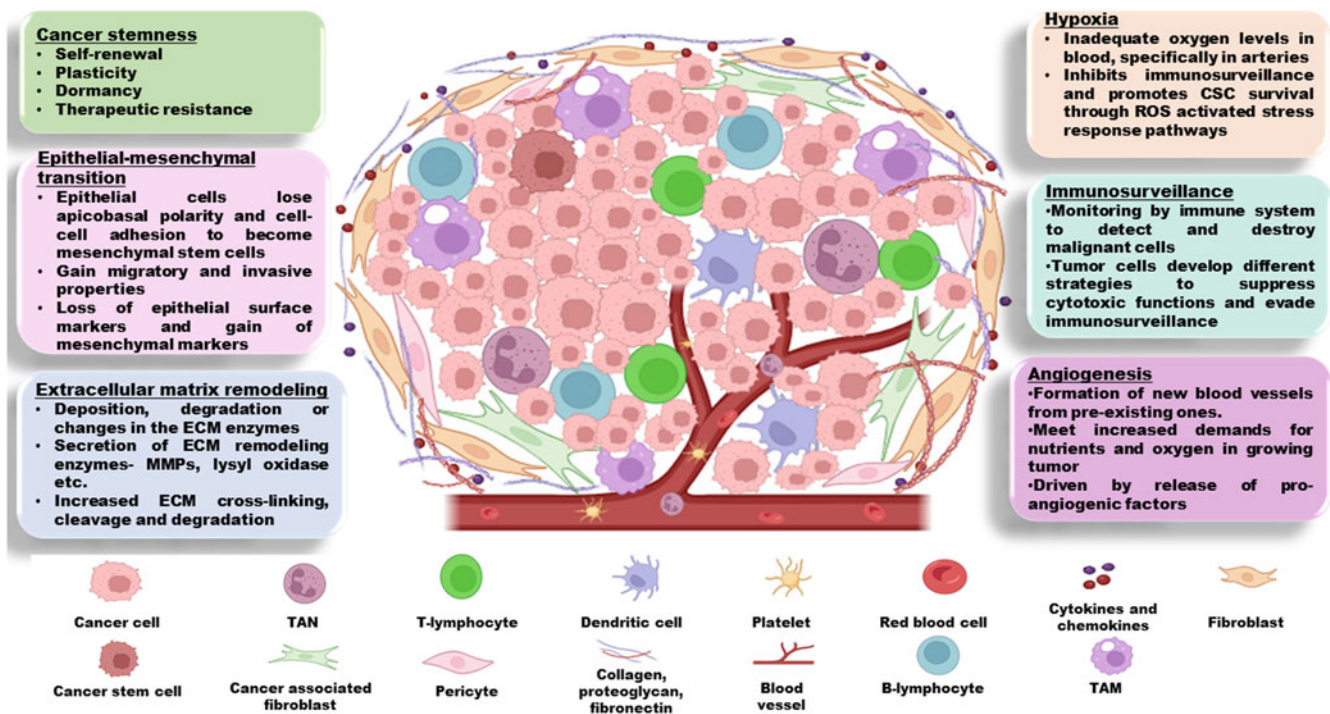 Cancer stemness
• Self-renewal
• Plasticity
• Dormancy
• Therapeutic resistance
Epithelial-mesenchymal
transition
• Epithelial cells lose
apicobasal polarity and cell-
cell adhesion to become
mesenchymal stem cells
• Gain migratory and invasive
properties
• Loss of epithelial surface
markers and gain of
mesenchymal markers
Extracellular matrix remodeling
• Deposition, degradation or
changes in the ECM enzymes
• Secretion of ECM remodeling
enzymes- MMPs, lysyl oxidase
etc.
• Increased ECM cross-linking,
cleavage and degradation
Hypoxia
• Inadequate oxygen levels in
blood, specifically in arteries
• Inhibits immunosurveillance
and promotes CSC survival
through ROS activated stress
response pathways
Immunosurveillance
•Monitoring by immune system
to detect and destroy
malignant cells
•Tumor cells develop different
strategies to suppress
cytotoxic functions and evade
immunosurveillance
Angiogenesis
•Formation of new blood vessels
from pre-existing ones.
•Meet increased demands for
nutrients and oxygen in growing
tumor
•Driven by release of pro-
angiogenic factors
Cancer cell
TAN
T-lymphocyte
Dendritic cell
Platelet
Red blood cell
Cytokines and
chemokines
Fibroblast
Cancer stem cell
Cancer associated
fibroblast
Pericyte
Collagen,
proteoglycan,
fibronectin
Blood
vessel
B-lymphocyte
TAM